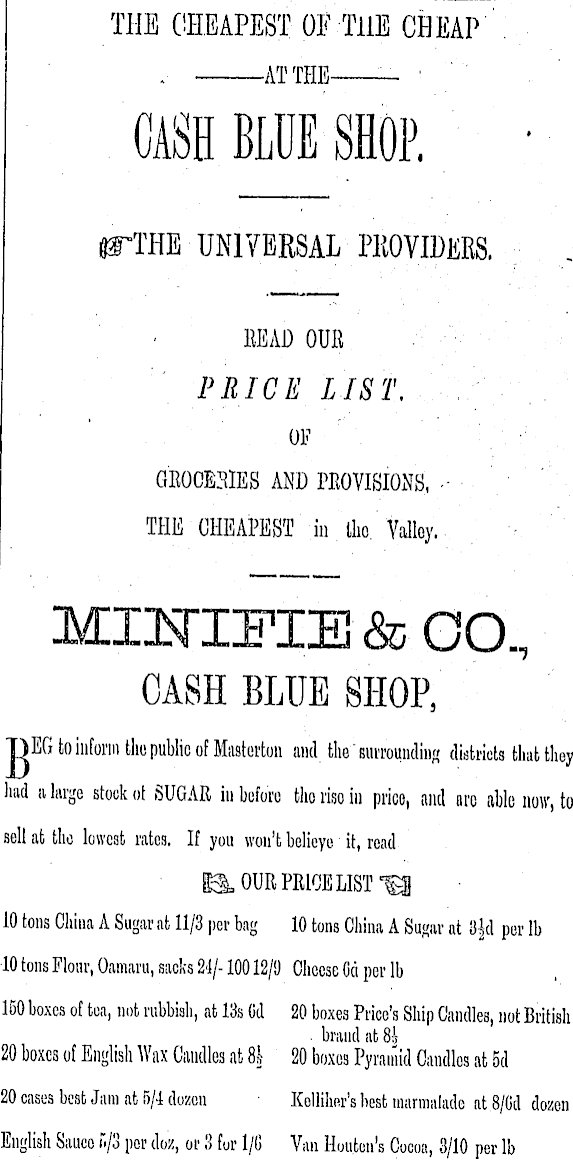 THE CHEAPEST OF THE CHEAP
AT THE
CASH BLUE SHOP.
THE UNIVERSAL PROVIDERS.
READ OUR
PRICE LIST.
OF
GROCERIES AND PROVISIONS,
THE CHEAPEST in the Valley.
MINIFIE & CO.,
CASH BLUE SHOP,
BEG to inform the public of Masterton and the surrounding districts that they
had a large stock of SUGAR in before the rise in price, and are able now, to
sell at the lowest rates. If you won't believe it, read
OUR PRICE LIST
10 tons China A Sugar at 11/3 per bag
10 tons Flour, Oamaru, sacks 24/- 100 12/9
150 boxes of tea, not rubbish, at 13s 6d
20 boxes of English Wax Candles at 8½
20 cases best Jam at 5/4 dozen
English Sauce 5/3 per doz, or 3 for 1/6
10 tons China A Sugar at 3½d per lb
Cheese 6d per lb
20 boxes Price's Ship Candles, not British
brand at 8½
20 boxes Pyramid Candles at 5d
Kelliher's best marmalade at 8/6d dozen
Van Houten's Cocoa, 3/10 per lb